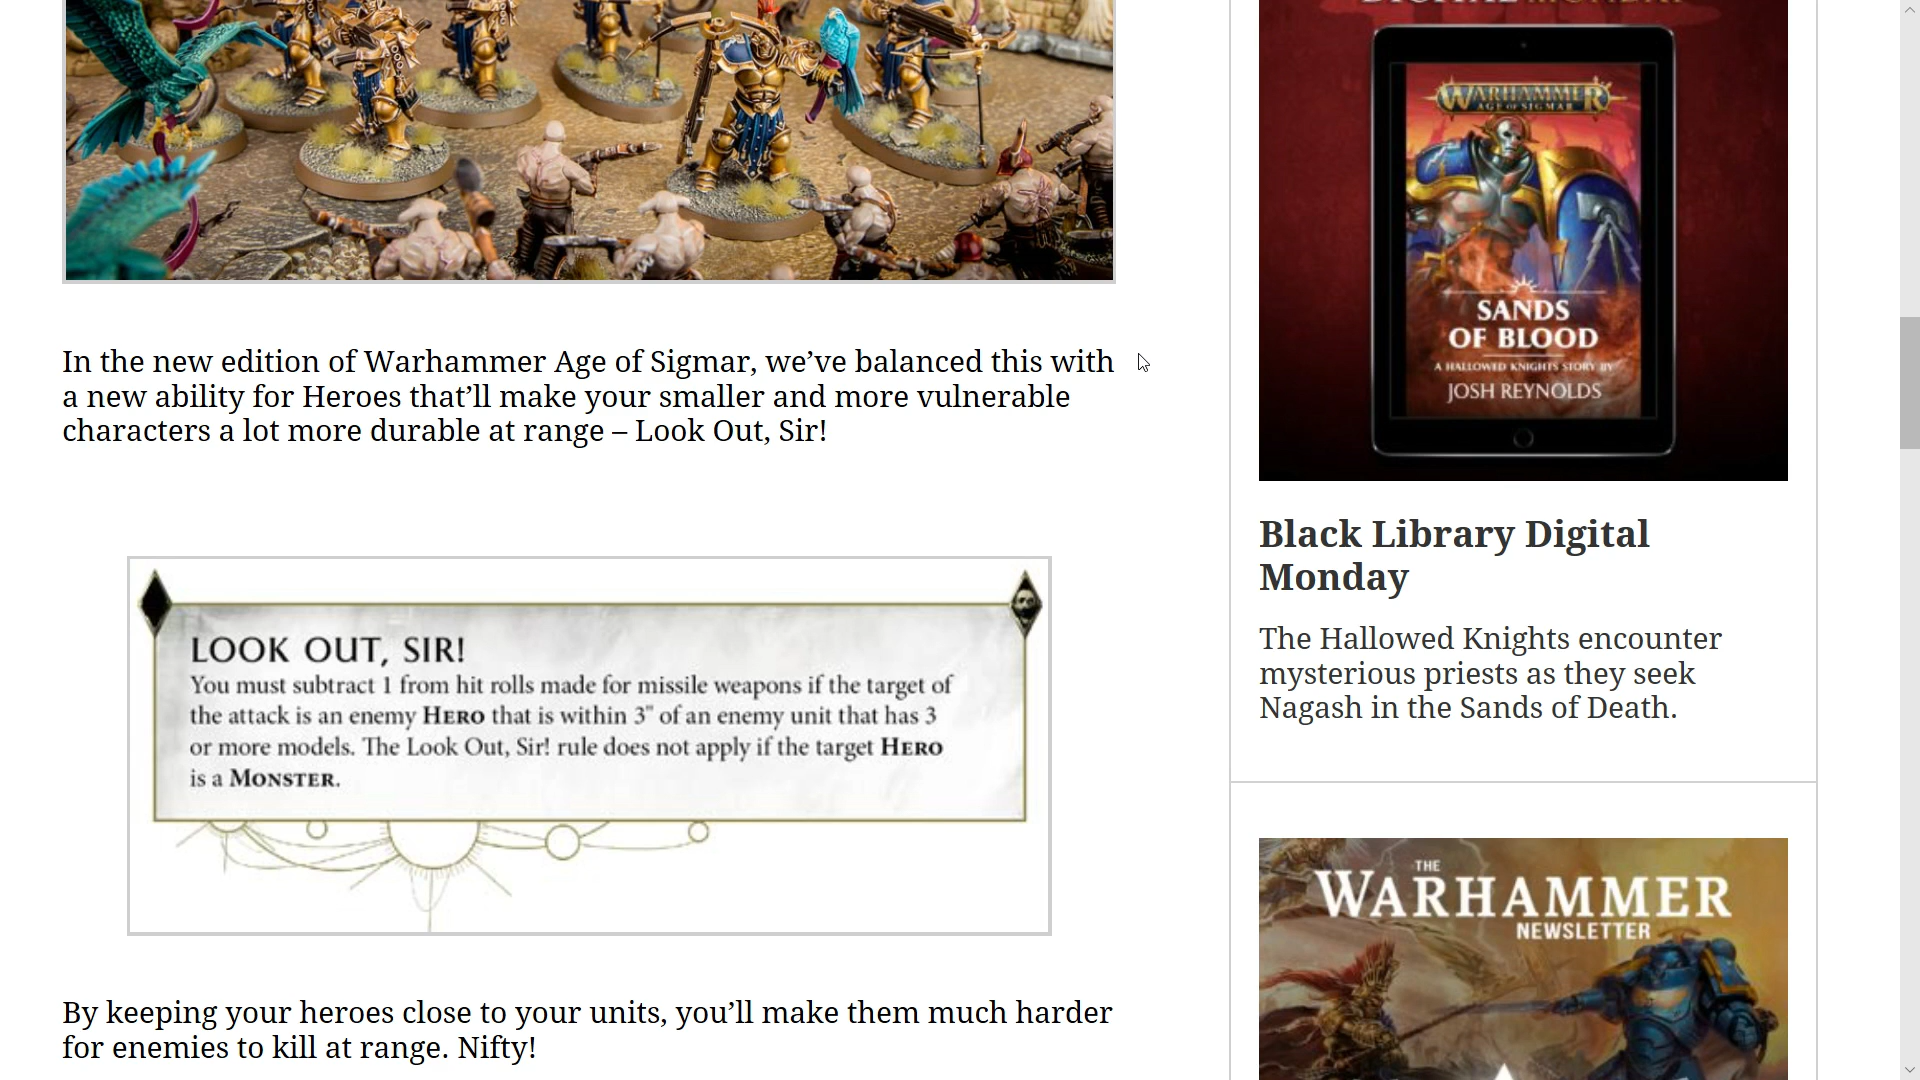 In the new edition of Warhammer Age of Sigmar, we’ve balanced this with
a new ability for Heroes that’ll make your smaller and more vulnerable
characters a lot more durable at range – Look Out, Sir!
LOOK OUT, SIR!
You must subtract 1 from hit rolls made for missile weapons if the target of
the attack is an enemy HERO that is within 3" of an enemy unit that has 3
or more models. The Look Out, Sir! rule does not apply if the target HERO
is a MONSTER.
By keeping your heroes close to your units, you’ll make them much harder
for enemies to kill at range. Nifty!
DIGITAL MONDAY
WARHAMMER
AGE OF SIGMAR
SANDS
OF BLOOD
A HALLOWED KNIGHTS STORY BY
JOSH REYNOLDS
Black Library Digital
Monday
The Hallowed Knights encounter
mysterious priests as they seek
Nagash in the Sands of Death.
THE
WARHAMMER
NEWSLETTER